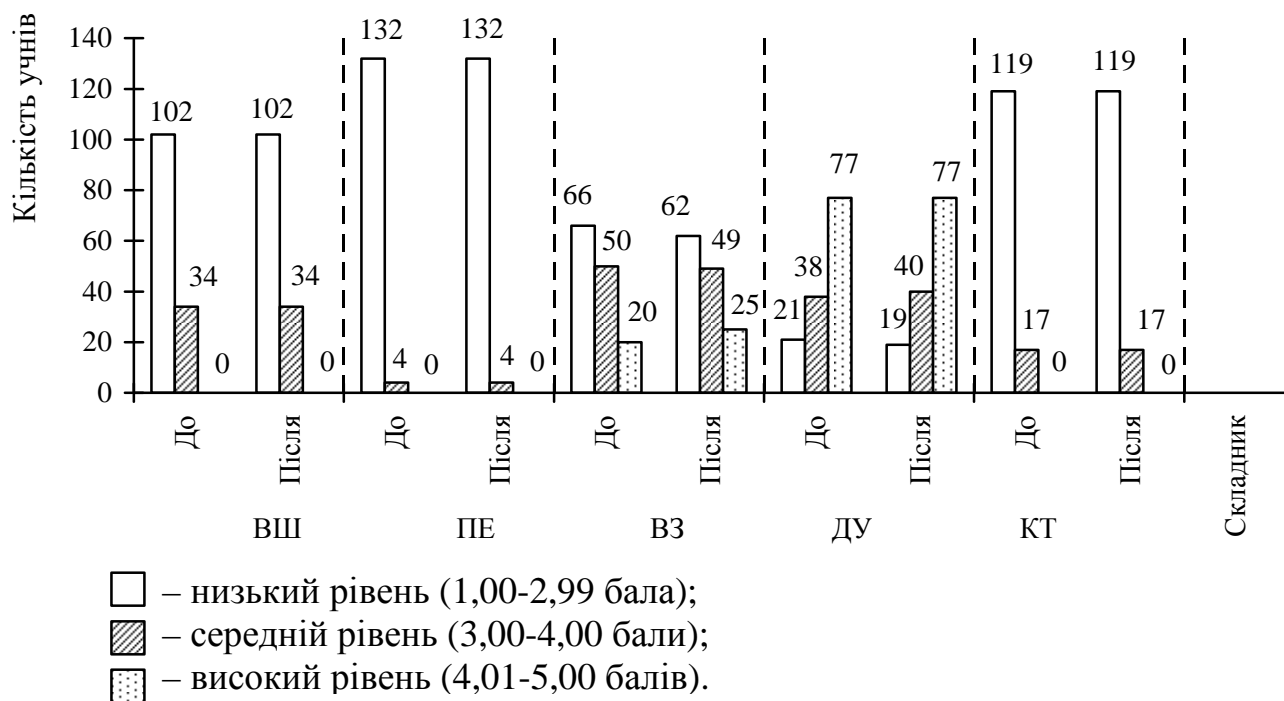 Кількість учнів
140
120
100
80
60
40
20
0
102
34
0
102
34
0
132
4
0
132
4
0
66
50
20
62
49
25
21
38
77
19
40
77
119
17
0
119
17
0
До
Після
До
Після
До
Після
До
Після
До
Після
Складник
ВШ
ПЕ
ВЗ
ДУ
КТ
– низький рівень (1,00-2,99 бала);
– середній рівень (3,00-4,00 бали);
– високий рівень (4,01-5,00 балів).